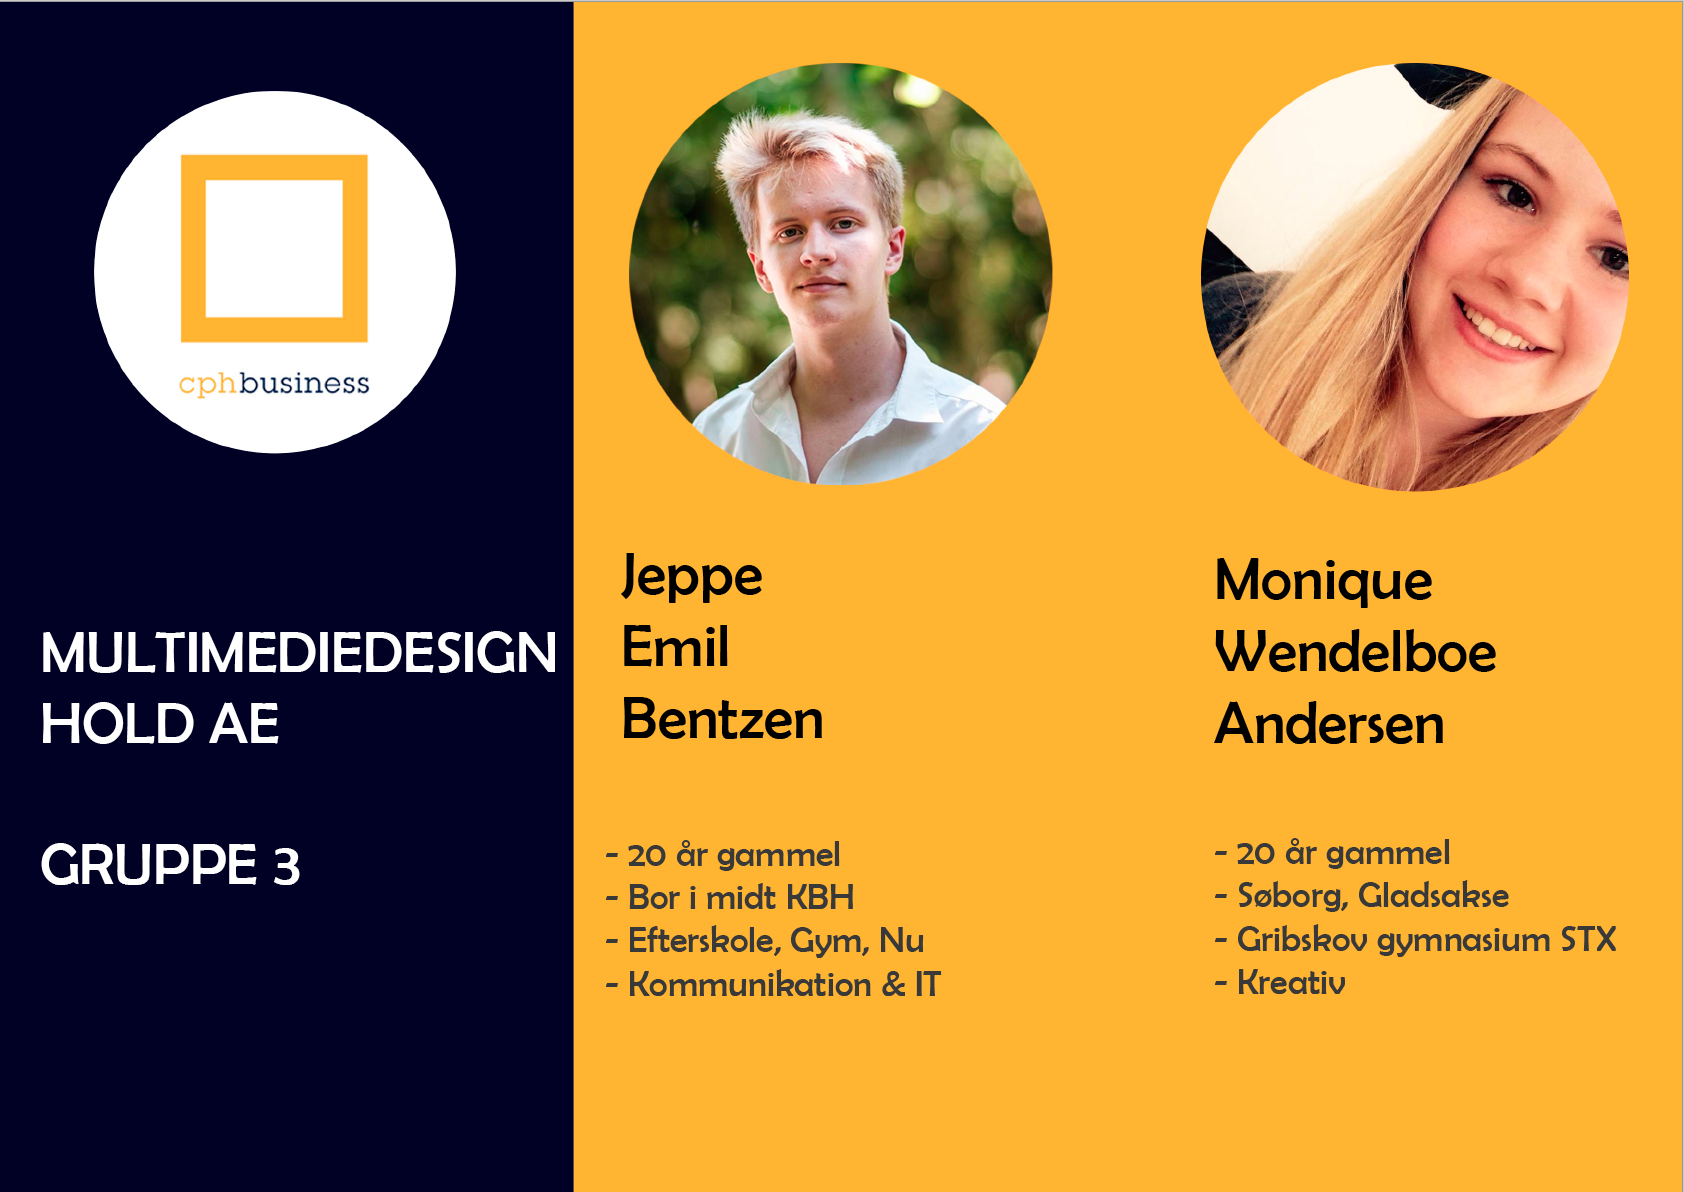 cphbusiness
MULTIMEDIEDESIGN
HOLD AE
GRUPPE 3
Jeppe
Emil
Bentzen
- 20 år gammel
- Bor i midt KBH
- Efterskole, Gym, Nu
- Kommunikation & IT
Monique
Wendelboe
Andersen
- 20 år gammel
- Søborg, Gladsakse
- Gribskov gymnasium STX
- Kreativ